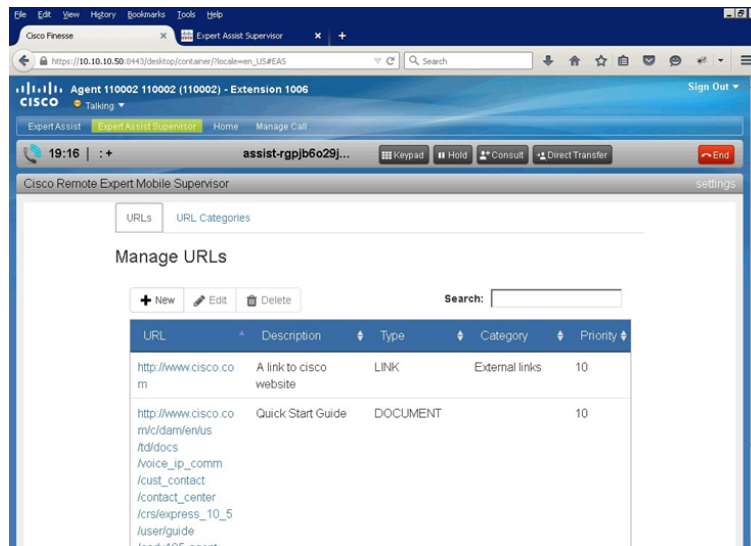 File Edit View History Bookmarks Tools Help
Cisco Finesse × Expert Assist Supervisor × +
https://10.10.10.50:8443/desktop/container/?locale=en_US#EAS Search
Agent 110002 110002 (110002) - Extension 1006 Sign Out
CISCO Talking
Expert Assist Expert Assist Supervisor Home Manage Call
19:16 | : + assist-rgpjb6o29j... Keypad Hold Consult Direct Transfer End
Cisco Remote Expert Mobile Supervisor settings
URLs URL Categories
Manage URLs
New Edit Delete Search:
URL Description Type Category Priority
http://www.cisco.co A link to cisco LINK External links 10
m website
http://www.cisco.co Quick Start Guide DOCUMENT 10
m/c/dam/en/us
/td/docs
/voice_ip_comm
/cust_contact
/contact_center
/crs/express_10_5
/user/guide